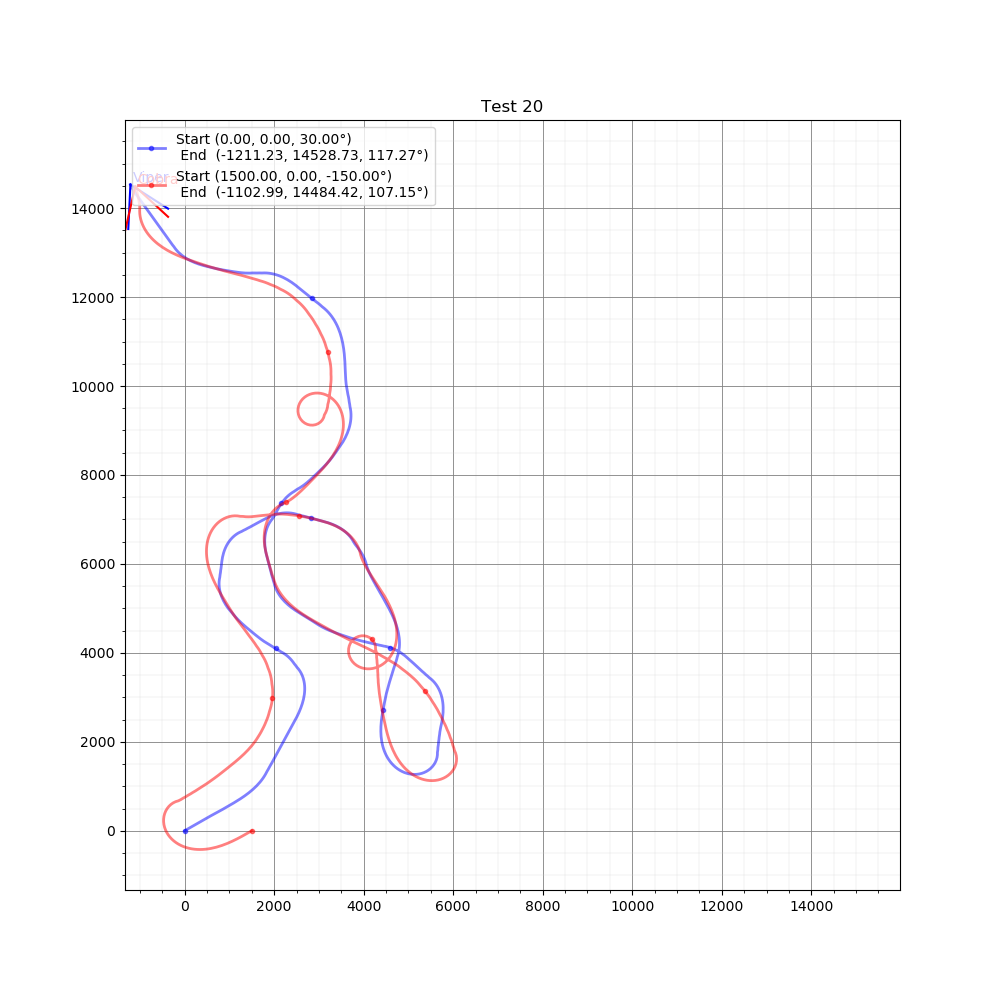 Test 20
Start (0.00, 0.00, 30.00°)
End (-1211.23, 14528.73, 117.27°)
Start (1500.00, 0.00, -150.00°)
End (-1102.99, 14484.42, 107.15°)
14000
12000
10000
8000
6000
4000
2000
0
0 2000 4000 6000 8000 10000 12000 14000